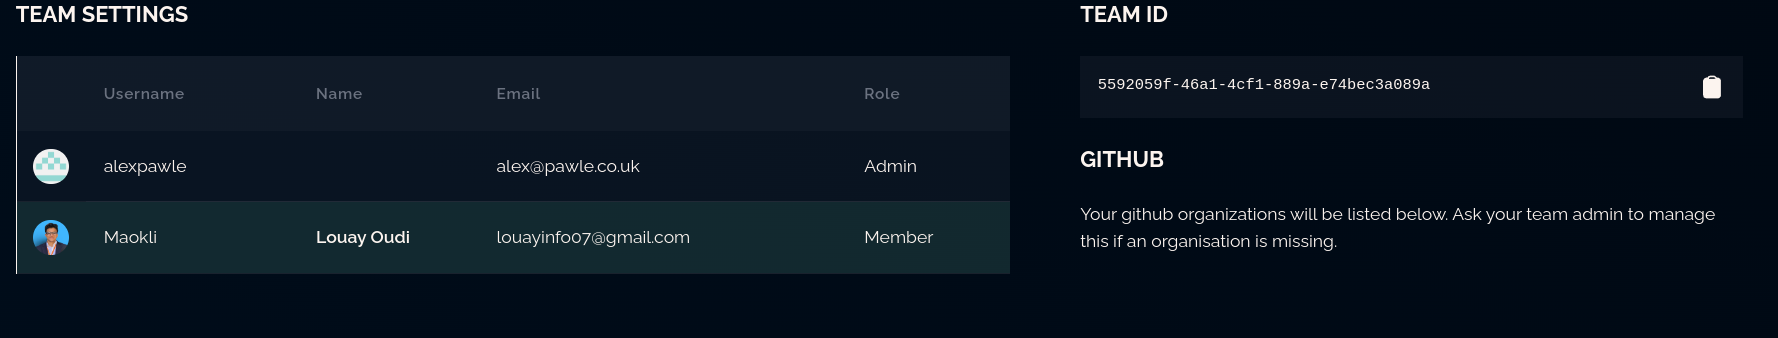 TEAM SETTINGS
Username Name Email Role
alexpawle alex@pawle.co.uk Admin
Maokli Louay Oudi louayinfo07@gmail.com Member
TEAM ID
5592059f-46a1-4cf1-889a-e74bec3a089a
GITHUB
Your github organizations will be listed below. Ask your team admin to manage
this if an organisation is missing.